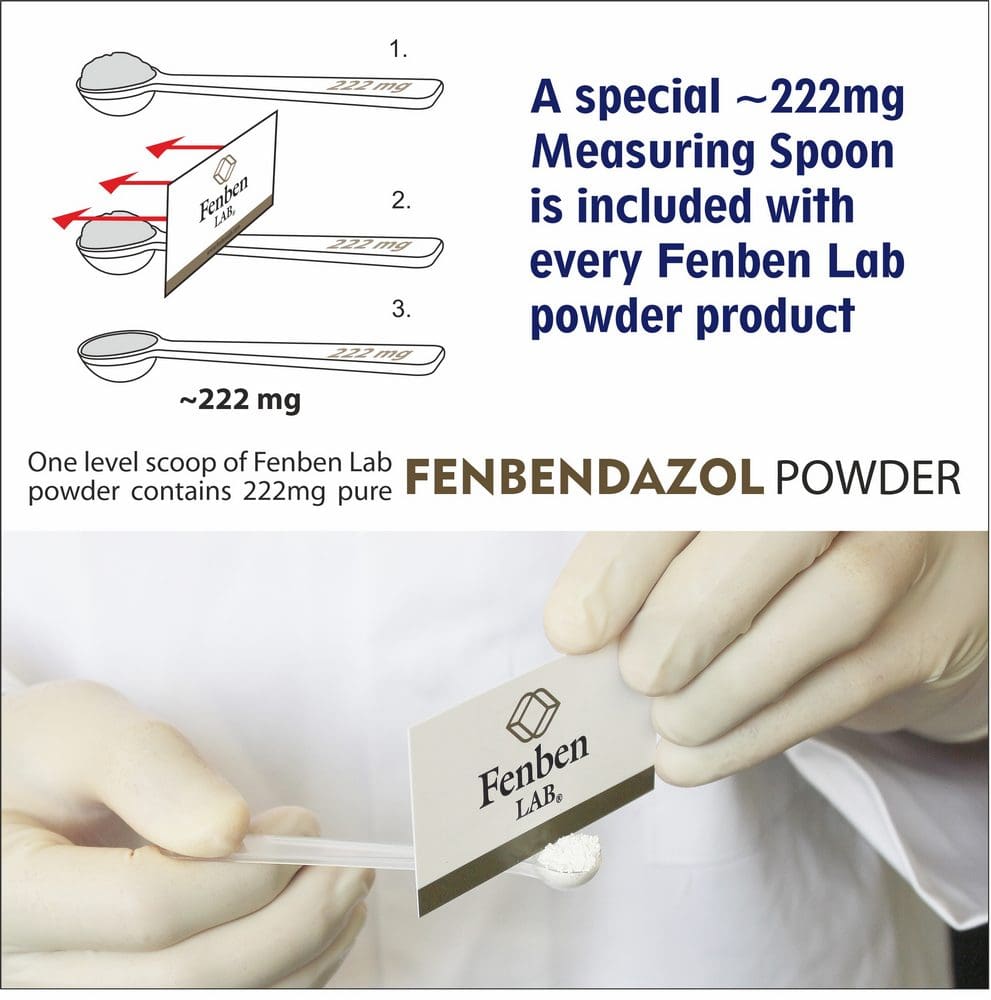 1.
222 mg
A special ~222mg
Measuring Spoon
is included with
every Fenben Lab
powder product
Fenben
LAB®
2.
222 mg
3.
222 mg
~222 mg
One level scoop of Fenben Lab
powder contains 222mg pure
FENBENDAZOL POWDER
Fenben
LAB®